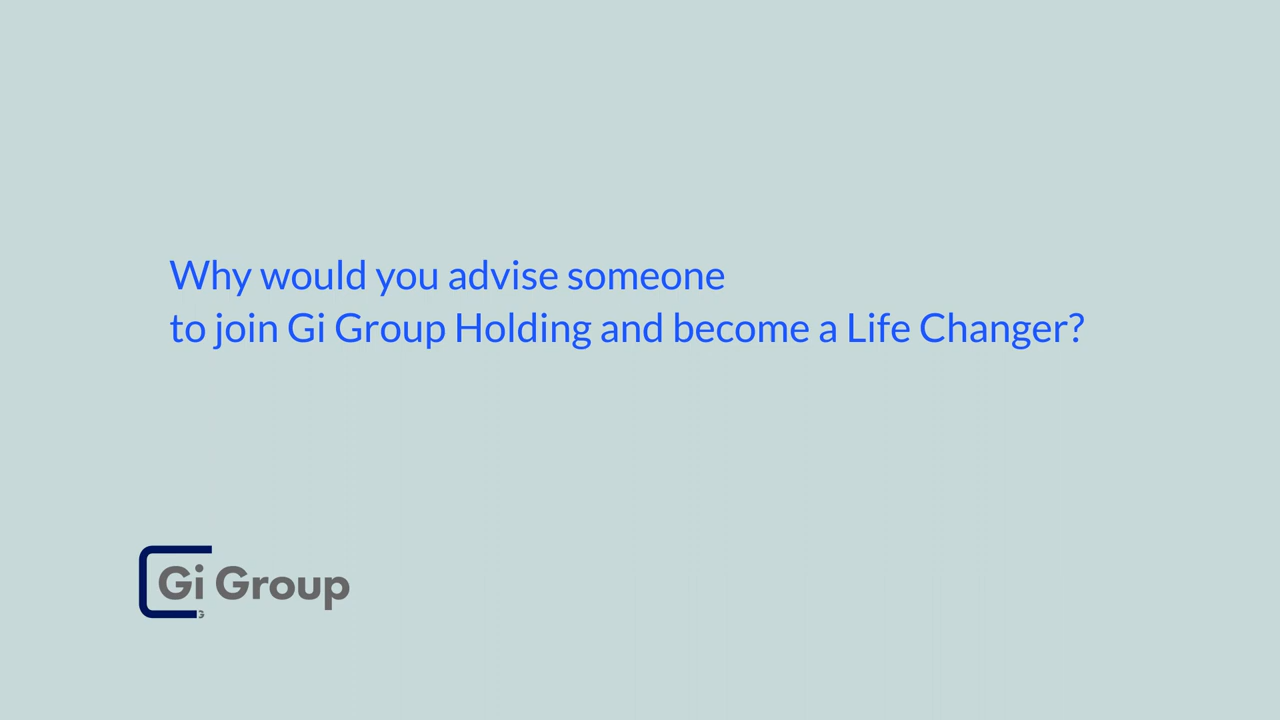 Why would you advise someone
to join Gi Group Holding and become a Life Changer?
Gi Group
G